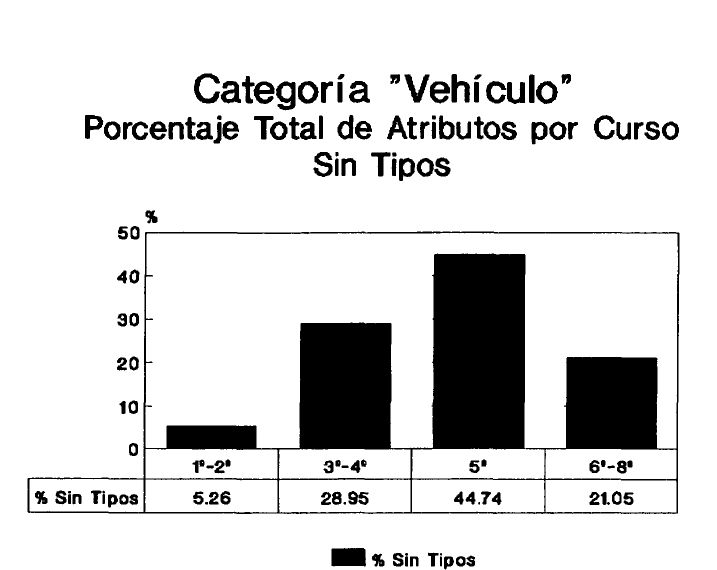 Categoría "Vehículo"
Porcentaje Total de Atributos por Curso
Sin Tipos
%
50
40
30
20
10
0
1º-2º 3º-4º 5º 6º-8º
% Sin Tipos 5.26 28.95 44.74 21.05
% Sin Tipos